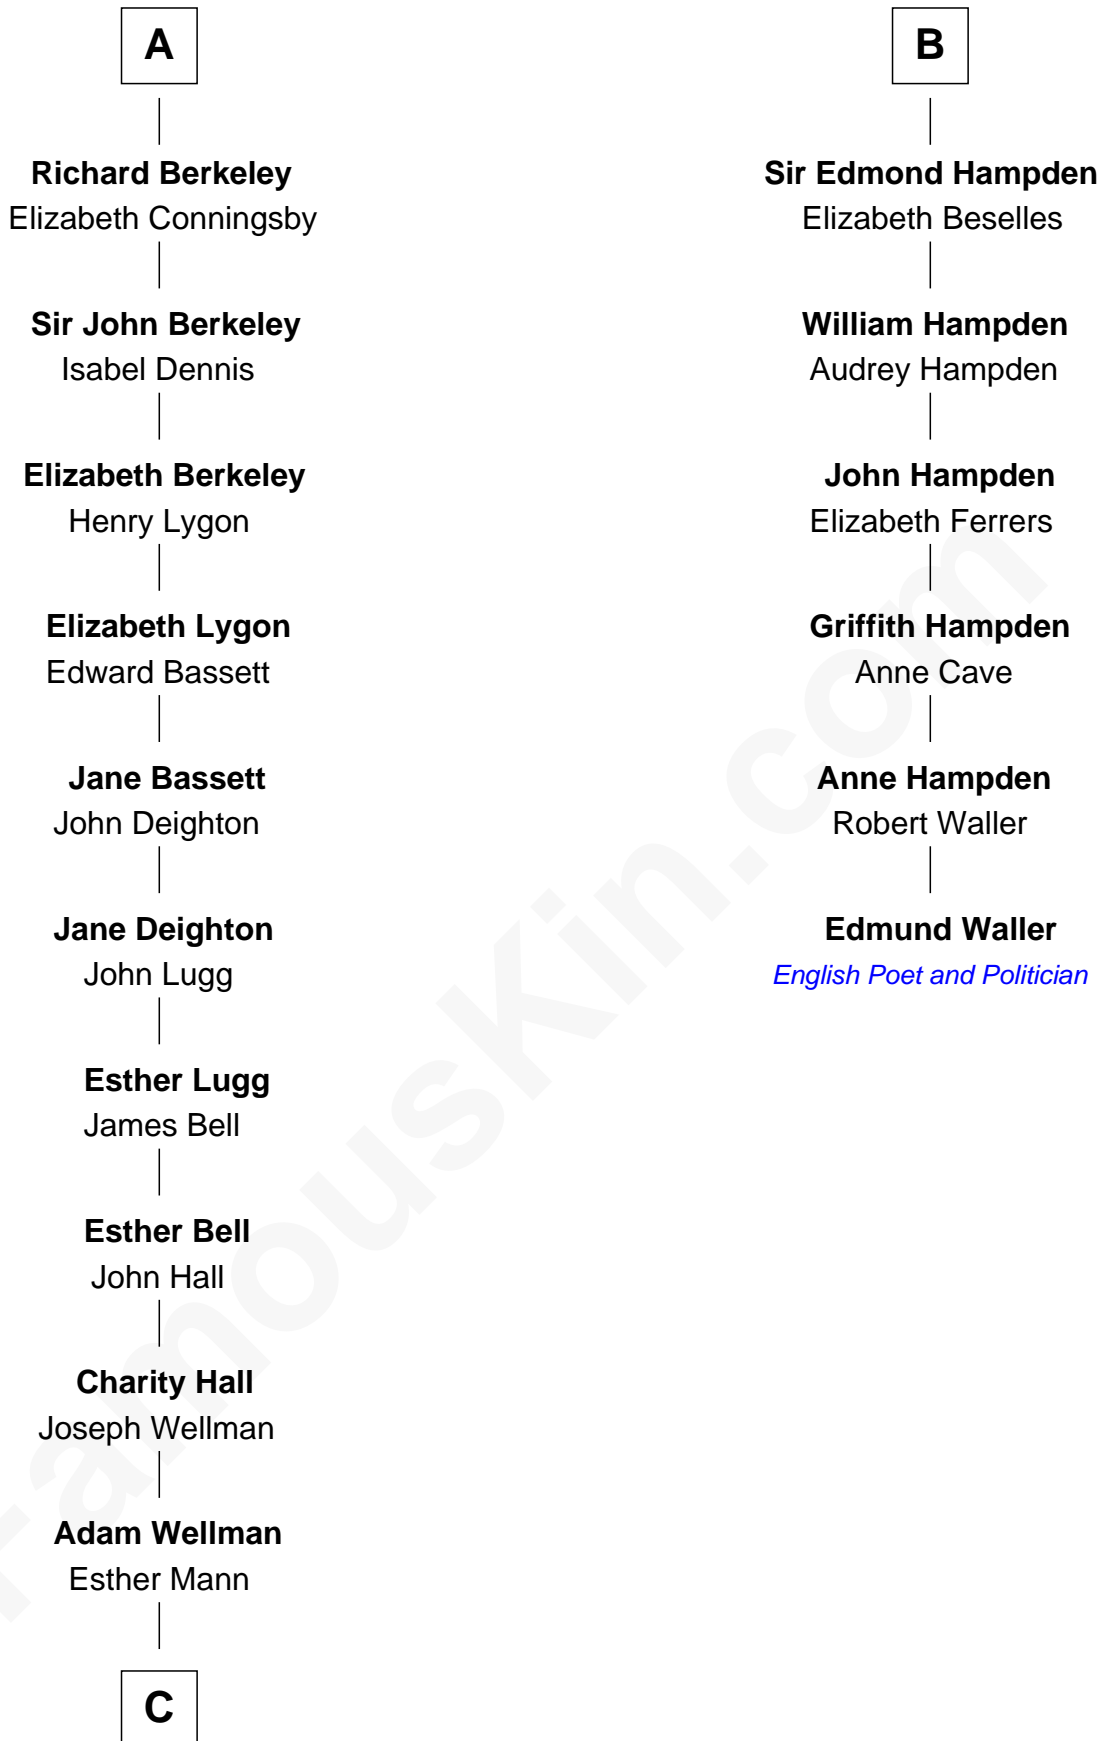 A
Richard Berkeley
Elizabeth Conningsby
Sir John Berkeley
Isabel Dennis
Elizabeth Berkeley
Henry Lygon
Elizabeth Lygon
Edward Bassett
Jane Bassett
John Deighton
Jane Deighton
John Lugg
Esther Lugg
James Bell
Esther Bell
John Hall
Charity Hall
Joseph Wellman
Adam Wellman
Esther Mann
C
B
Sir Edmond Hampden
Elizabeth Beselles
William Hampden
Audrey Hampden
John Hampden
Elizabeth Ferrers
Griffith Hampden
Anne Cave
Anne Hampden
Robert Waller
Edmund Waller
English Poet and Politician
FamousKin.com